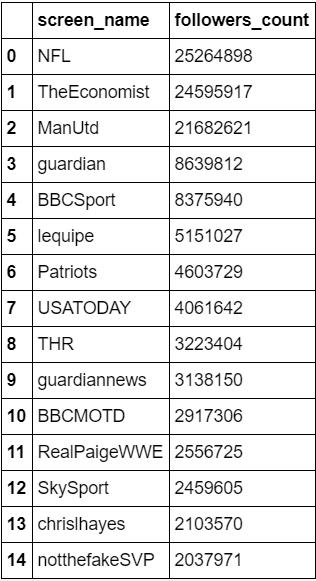 screen_name followers_count
0 NFL 25264898
1 TheEconomist 24595917
2 ManUtd 21682621
3 guardian 8639812
4 BBCSport 8375940
5 lequipe 5151027
6 Patriots 4603729
7 USATODAY 4061642
8 THR 3223404
9 guardiannews 3138150
10 BBCMOTD 2917306
11 RealPaigeWWE 2556725
12 SkySport 2459605
13 chrislhayes 2103570
14 notthefakeSVP 2037971